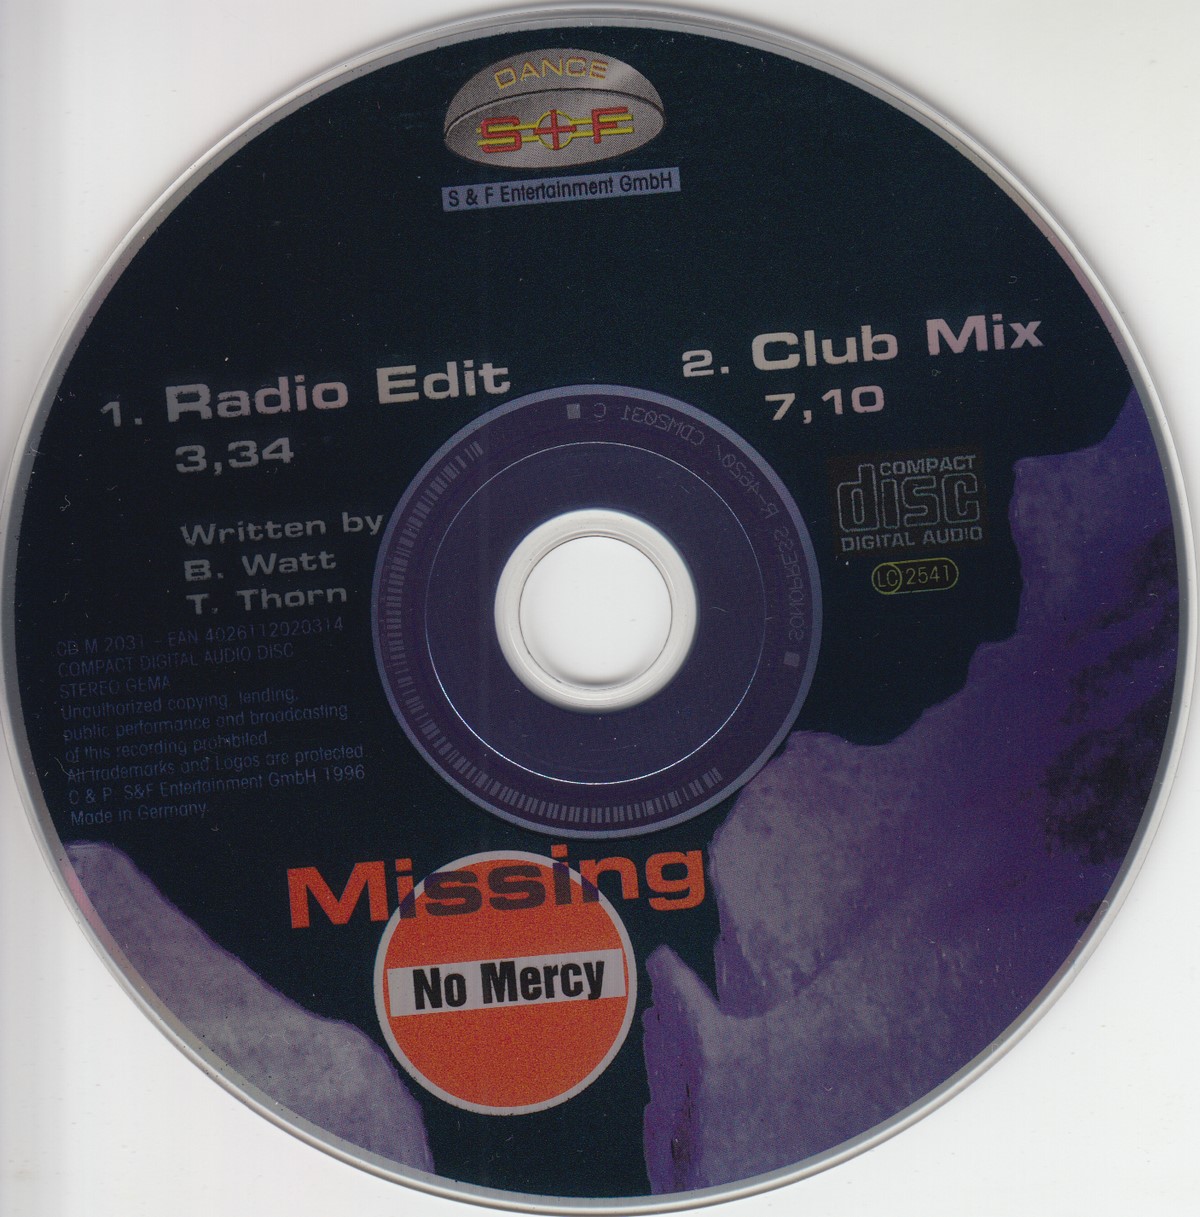 DANCE
S+F
S & F Entertainment GmbH
1. Radio Edit
3,34
2. Club Mix
7,10
Written by
B. Watt
T. Thorn
COMPACT
disc
DIGITAL AUDIO
LC 2541
CB M 2031 - EAN 4026112020314
COMPACT DIGITAL AUDIO DISC
STEREO GEMA
Unauthorized copying, lending,
public performance and broadcasting
of this recording prohibited.
All trademarks and Logos are protected
C & P. S&F Entertainment GmbH 1996
Made in Germany.
SONOPRESS R-4620/ CDM2031 C
Missing
No Mercy